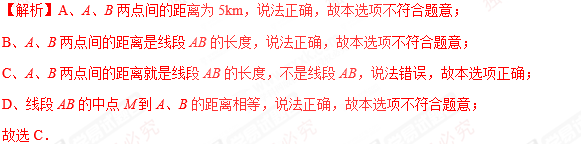 【解析】A、A、B两点间的距离为5km，说法正确，故本选项不符合题意；
B、A、B两点间的距离是线段AB的长度，说法正确，故本选项不符合题意；
C、A、B两点间的距离就是线段AB的长度，不是线段AB，说法错误，故本选项正确；
D、线段AB的中点M到A、B的距离相等，说法正确，故本选项不符合题意；
故选C．